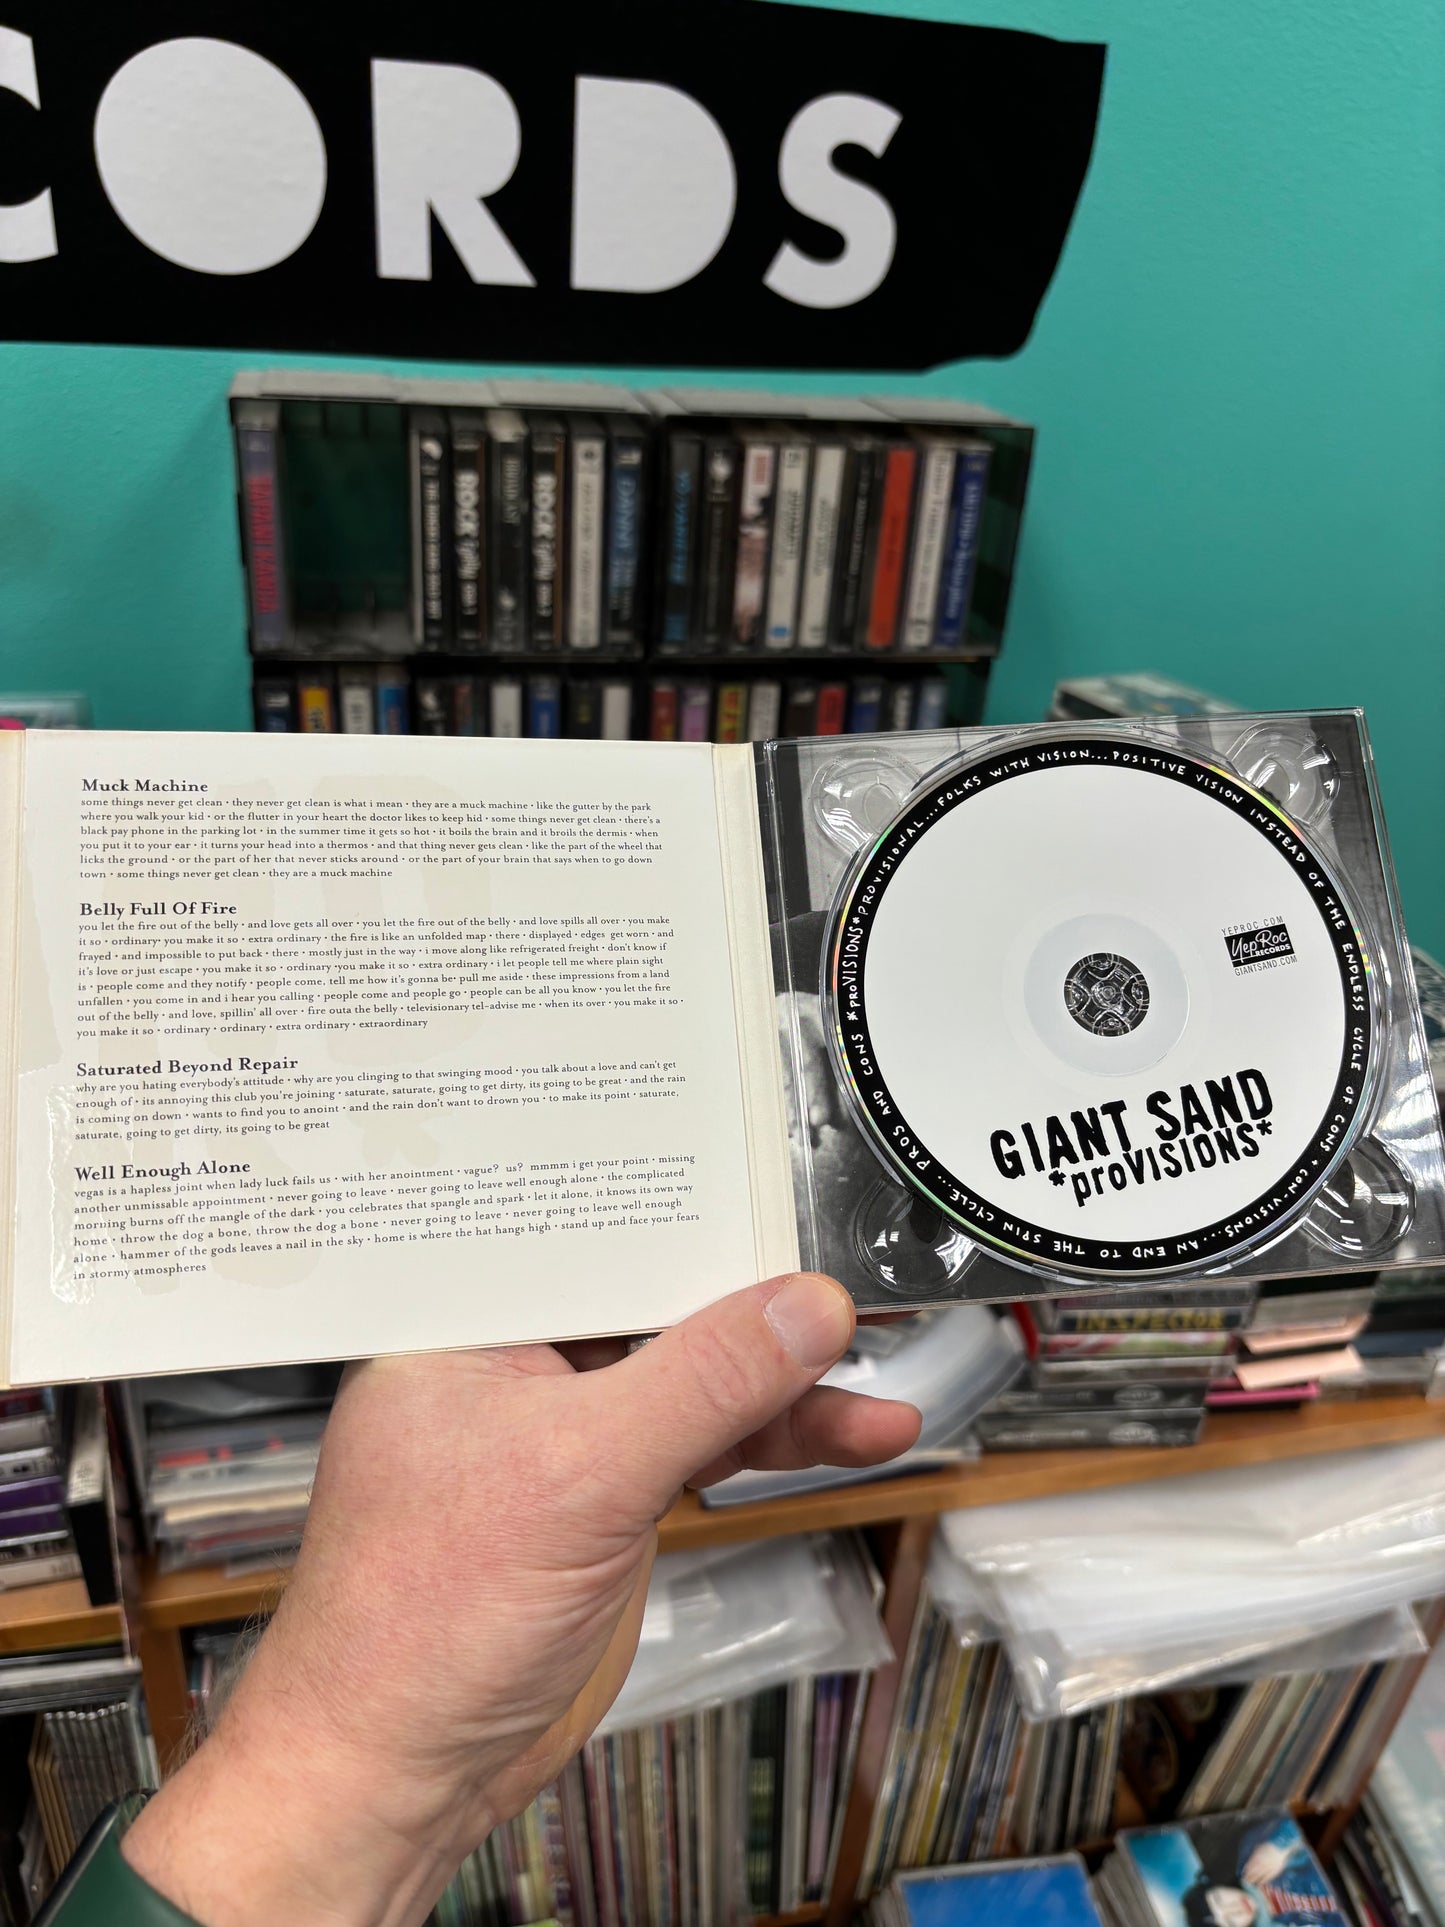 CORDS
ROCK
ROCK
INSPECTOR
Muck Machine
some things never get clean • they never get clean is what i mean • they are a muck machine • like the gutter by the park
where you walk your kid • or the flutter in your heart the doctor likes to keep hid • some things never get clean • there's a
black pay phone in the parking lot • in the summer time it gets so hot • it boils the brain and it broils the dermis • when
you put it to your ear • it turns your head into a thermos • and that thing never gets clean • like the part of the wheel that
licks the ground • or the part of her that never sticks around • or the part of your brain that says when to go down
town • some things never get clean • they are a muck machine
Belly Full Of Fire
you let the fire out of the belly • and love gets all over • you let the fire out of the belly • and love spills all over • you make
it so • ordinary• you make it so • extra ordinary • the fire is like an unfolded map • there • displayed • edges get worn • and
frayed • and impossible to put back • there • mostly just in the way • i move along like refrigerated freight • don't know if
it's love or just escape • you make it so • ordinary •you make it so • extra ordinary • i let people tell me where plain sight
is • people come and they notify • people come, tell me how it's gonna be• pull me aside • these impressions from a land
unfallen • you come in and i hear you calling • people come and people go • people can be all you know • you let the fire
out of the belly • and love, spillin' all over • fire outa the belly • televisionary tel-advise me • when its over • you make it so •
you make it so • ordinary • ordinary • extra ordinary • extraordinary
Saturated Beyond Repair
why are you hating everybody's attitude • why are you clinging to that swinging mood • you talk about a love and can't get
enough of • its annoying this club you're joining • saturate, saturate, going to get dirty, its going to be great • and the rain
is coming on down • wants to find you to anoint • and the rain don't want to drown you • to make its point • saturate,
saturate, going to get dirty, its going to be great
Well Enough Alone
vegas is a hapless joint when lady luck fails us • with her anointment • vague? us? mmmm i get your point • missing
another unmissable appointment • never going to leave • never going to leave well enough alone • the complicated
morning burns off the mangle of the dark • you celebrates that spangle and spark • let it alone, it knows its own way
home • throw the dog a bone, throw the dog a bone • never going to leave • never going to leave well enough
alone • hammer of the gods leaves a nail in the sky • home is where the hat hangs high • stand up and face your fears
in stormy atmospheres
*proVISIONS*PROVISIONAL...FOLKS WITH VISION...POSITIVE VISION INSTEAD OF THE ENDLESS CYCLE OF CONS * CON-VISIONS...AN END TO THE SPIN CYCLE... PROS AND CONS
YEPROC.COM
Yep Roc
RECORDS
GIANTSAND.COM
GIANT SAND
*proVISIONS*